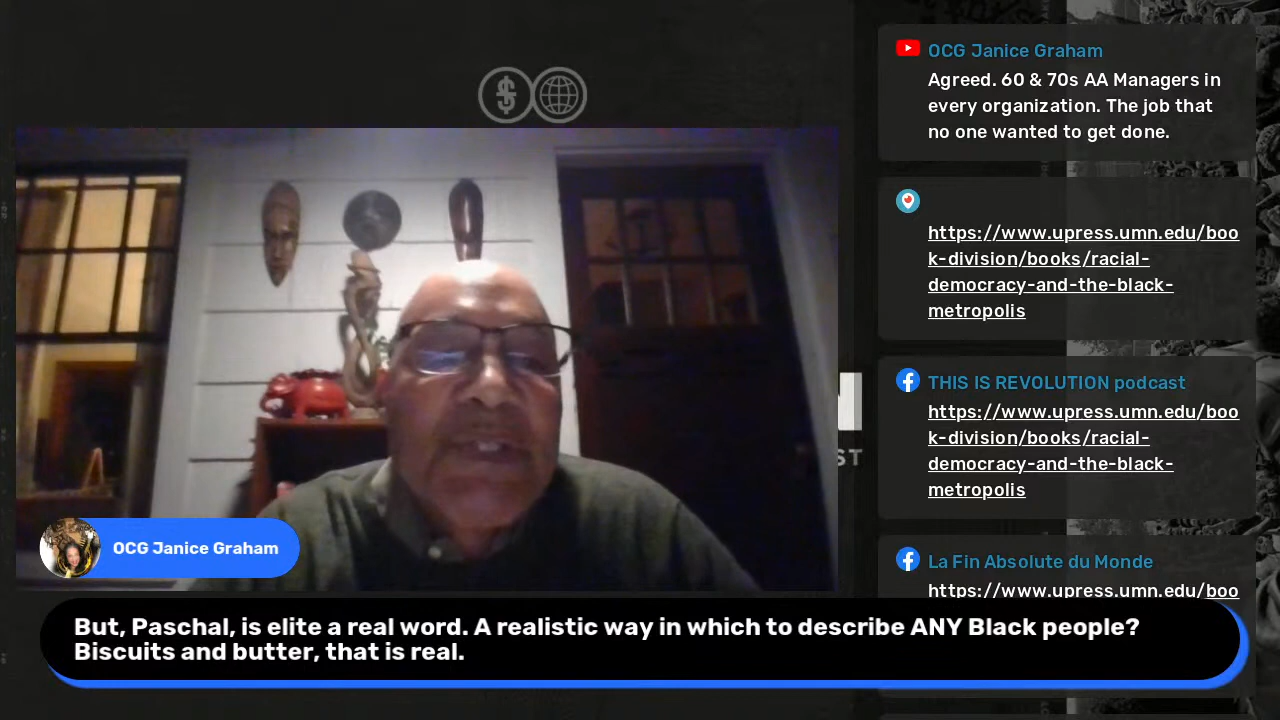 OCG Janice Graham
Agreed. 60 & 70s AA Managers in
every organization. The job that
no one wanted to get done.
https://www.upress.umn.edu/boo
k-division/books/racial-
democracy-and-the-black-
metropolis
THIS IS REVOLUTION podcast
https://www.upress.umn.edu/boo
k-division/books/racial-
democracy-and-the-black-
metropolis
La Fin Absolute du Monde
https://www.upress.umn.edu/boo
ST
OCG Janice Graham
But, Paschal, is elite a real word. A realistic way in which to describe ANY Black people?
Biscuits and butter, that is real.